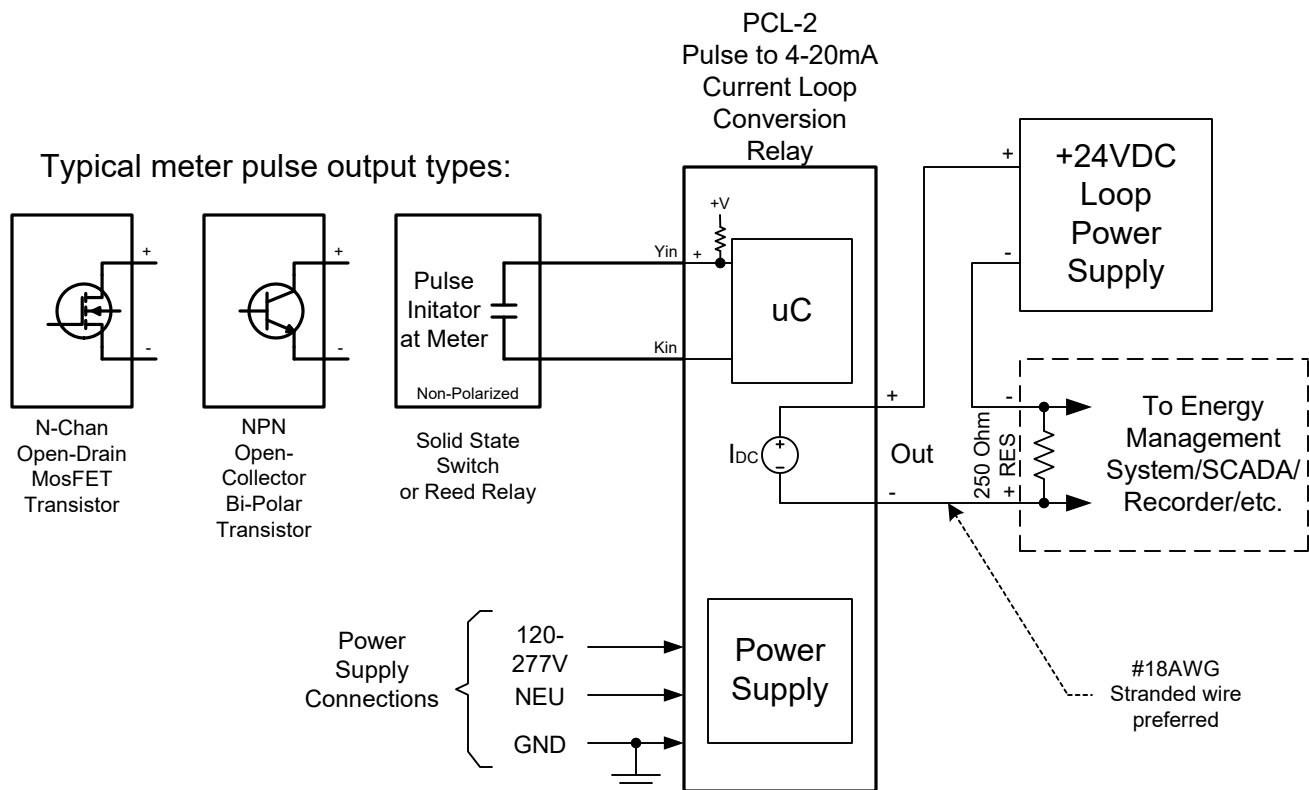 PCL-2
Pulse to 4-20mA
Current Loop
Conversion
Relay
Typical meter pulse output types:
+
-
N-Chan
Open-Drain
MosFET
Transistor
+
-
NPN
Open-
Collector
Bi-Polar
Transistor
Pulse
Initator
at Meter
Non-Polarized
Solid State
Switch
or Reed Relay
Yin
Kin
+V
+
uC
IDC
+
-
+
Out
-
+
-
+24VDC
Loop
Power
Supply
-
+
250 Ohm
RES
To Energy
Management
System/SCADA/
Recorder/etc.
#18AWG
Stranded wire
preferred
Power
Supply
Connections
120-
277V
NEU
GND
Power
Supply